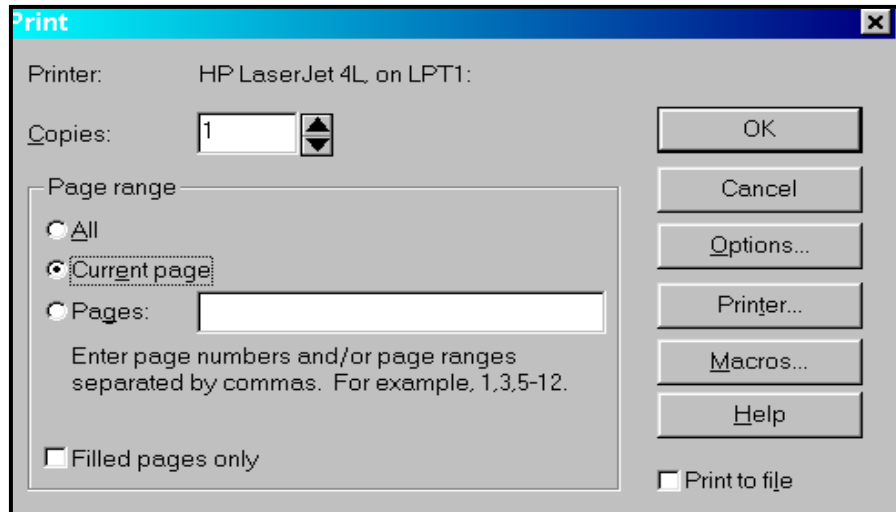 Print
Printer: HP LaserJet 4L, on LPT1:
Copies: 1
OK
Page range
Cancel
All
Options...
Current page
Pages:
Printer...
Enter page numbers and/or page ranges
separated by commas. For example, 1,3,5-12.
Macros...
Help
Filled pages only
Print to file